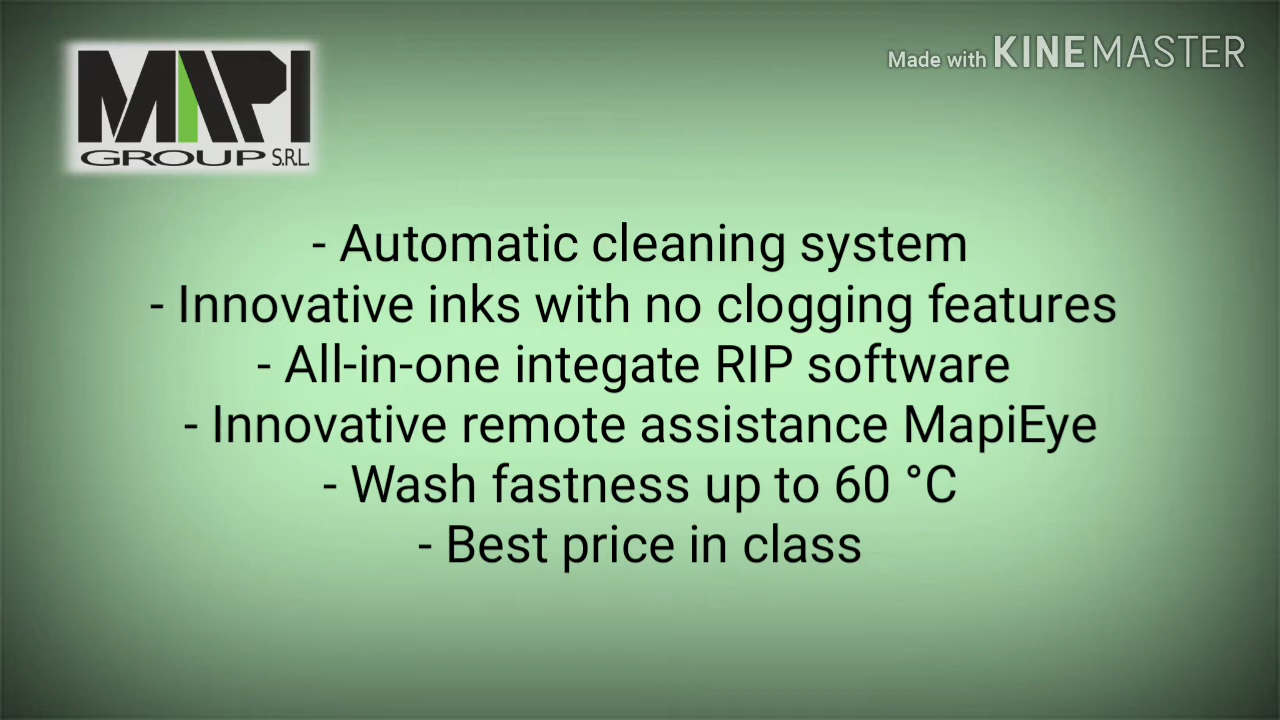 MAPI
GROUP S.R.L.
Made with KINEMASTER
- Automatic cleaning system
- Innovative inks with no clogging features
- All-in-one integate RIP software
- Innovative remote assistance MapiEye
- Wash fastness up to 60 °C
- Best price in class